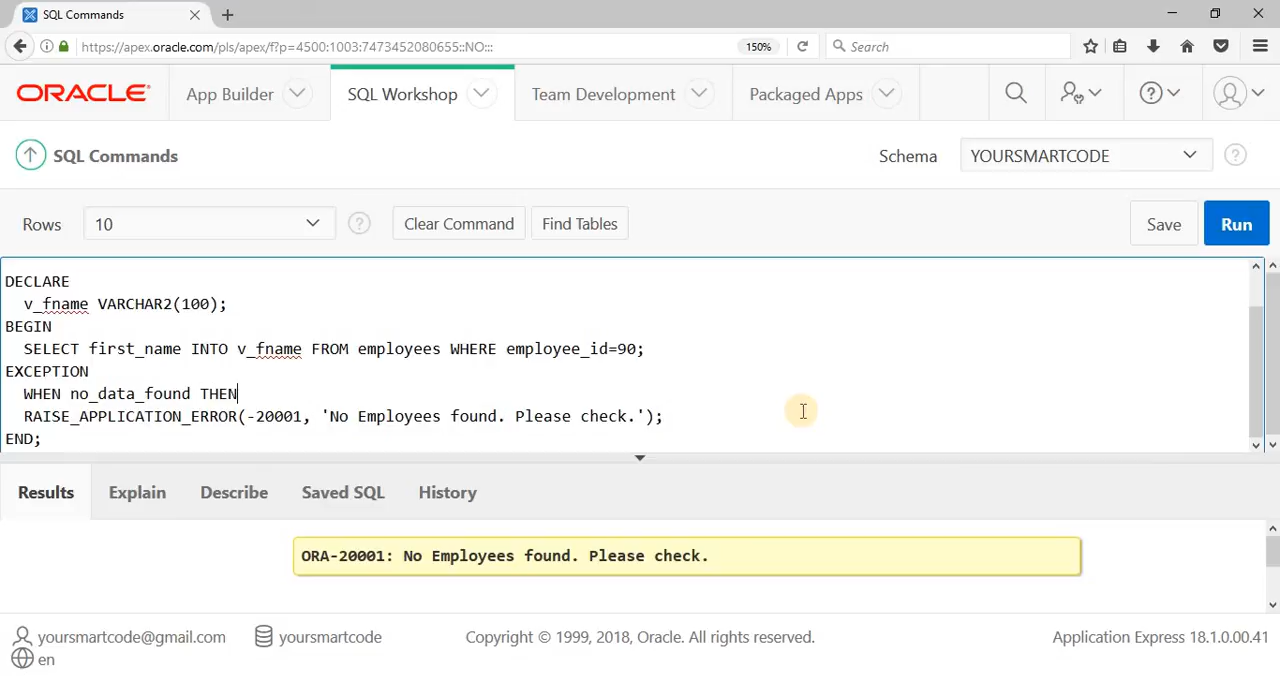 SQL Commands
https://apex.oracle.com/pls/apex/f?p=4500:1003:7473452080655::NO:::
150%
Search
ORACLE
App Builder
SQL Workshop
Team Development
Packaged Apps
SQL Commands
Schema
YOURSMARTCODE
Rows
10
Clear Command
Find Tables
Save
Run
DECLARE
v_fname VARCHAR2(100);
BEGIN
SELECT first_name INTO v_fname FROM employees WHERE employee_id=90;
EXCEPTION
WHEN no_data_found THEN
RAISE_APPLICATION_ERROR(-20001, 'No Employees found. Please check.');
END;
Results
Explain
Describe
Saved SQL
History
ORA-20001: No Employees found. Please check.
yoursmartcode@gmail.com
yoursmartcode
Copyright © 1999, 2018, Oracle. All rights reserved.
Application Express 18.1.0.00.41
en